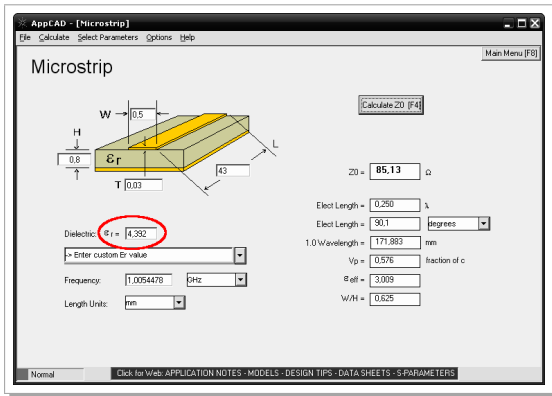 AppCAD - [Microstrip]
File Calculate Select Parameters Options Help
Main Menu [F8]
Microstrip
W
0,5
H
0,8
εr
L
43
T 0,03
Calculate Z0 [F4]
Z0 = 85,13 Ω
Elect Length = 0,250 λ
Elect Length = 90,1 degrees
1.0 Wavelength = 171,883 mm
Vp = 0,576 fraction of c
ε eff = 3,009
W/H = 0,625
Dielectric: ε r = 4,392
-> Enter custom Er value
Frequency: 1,0054478 GHz
Length Units: mm
Normal
Click for Web: APPLICATION NOTES - MODELS - DESIGN TIPS - DATA SHEETS - S-PARAMETERS